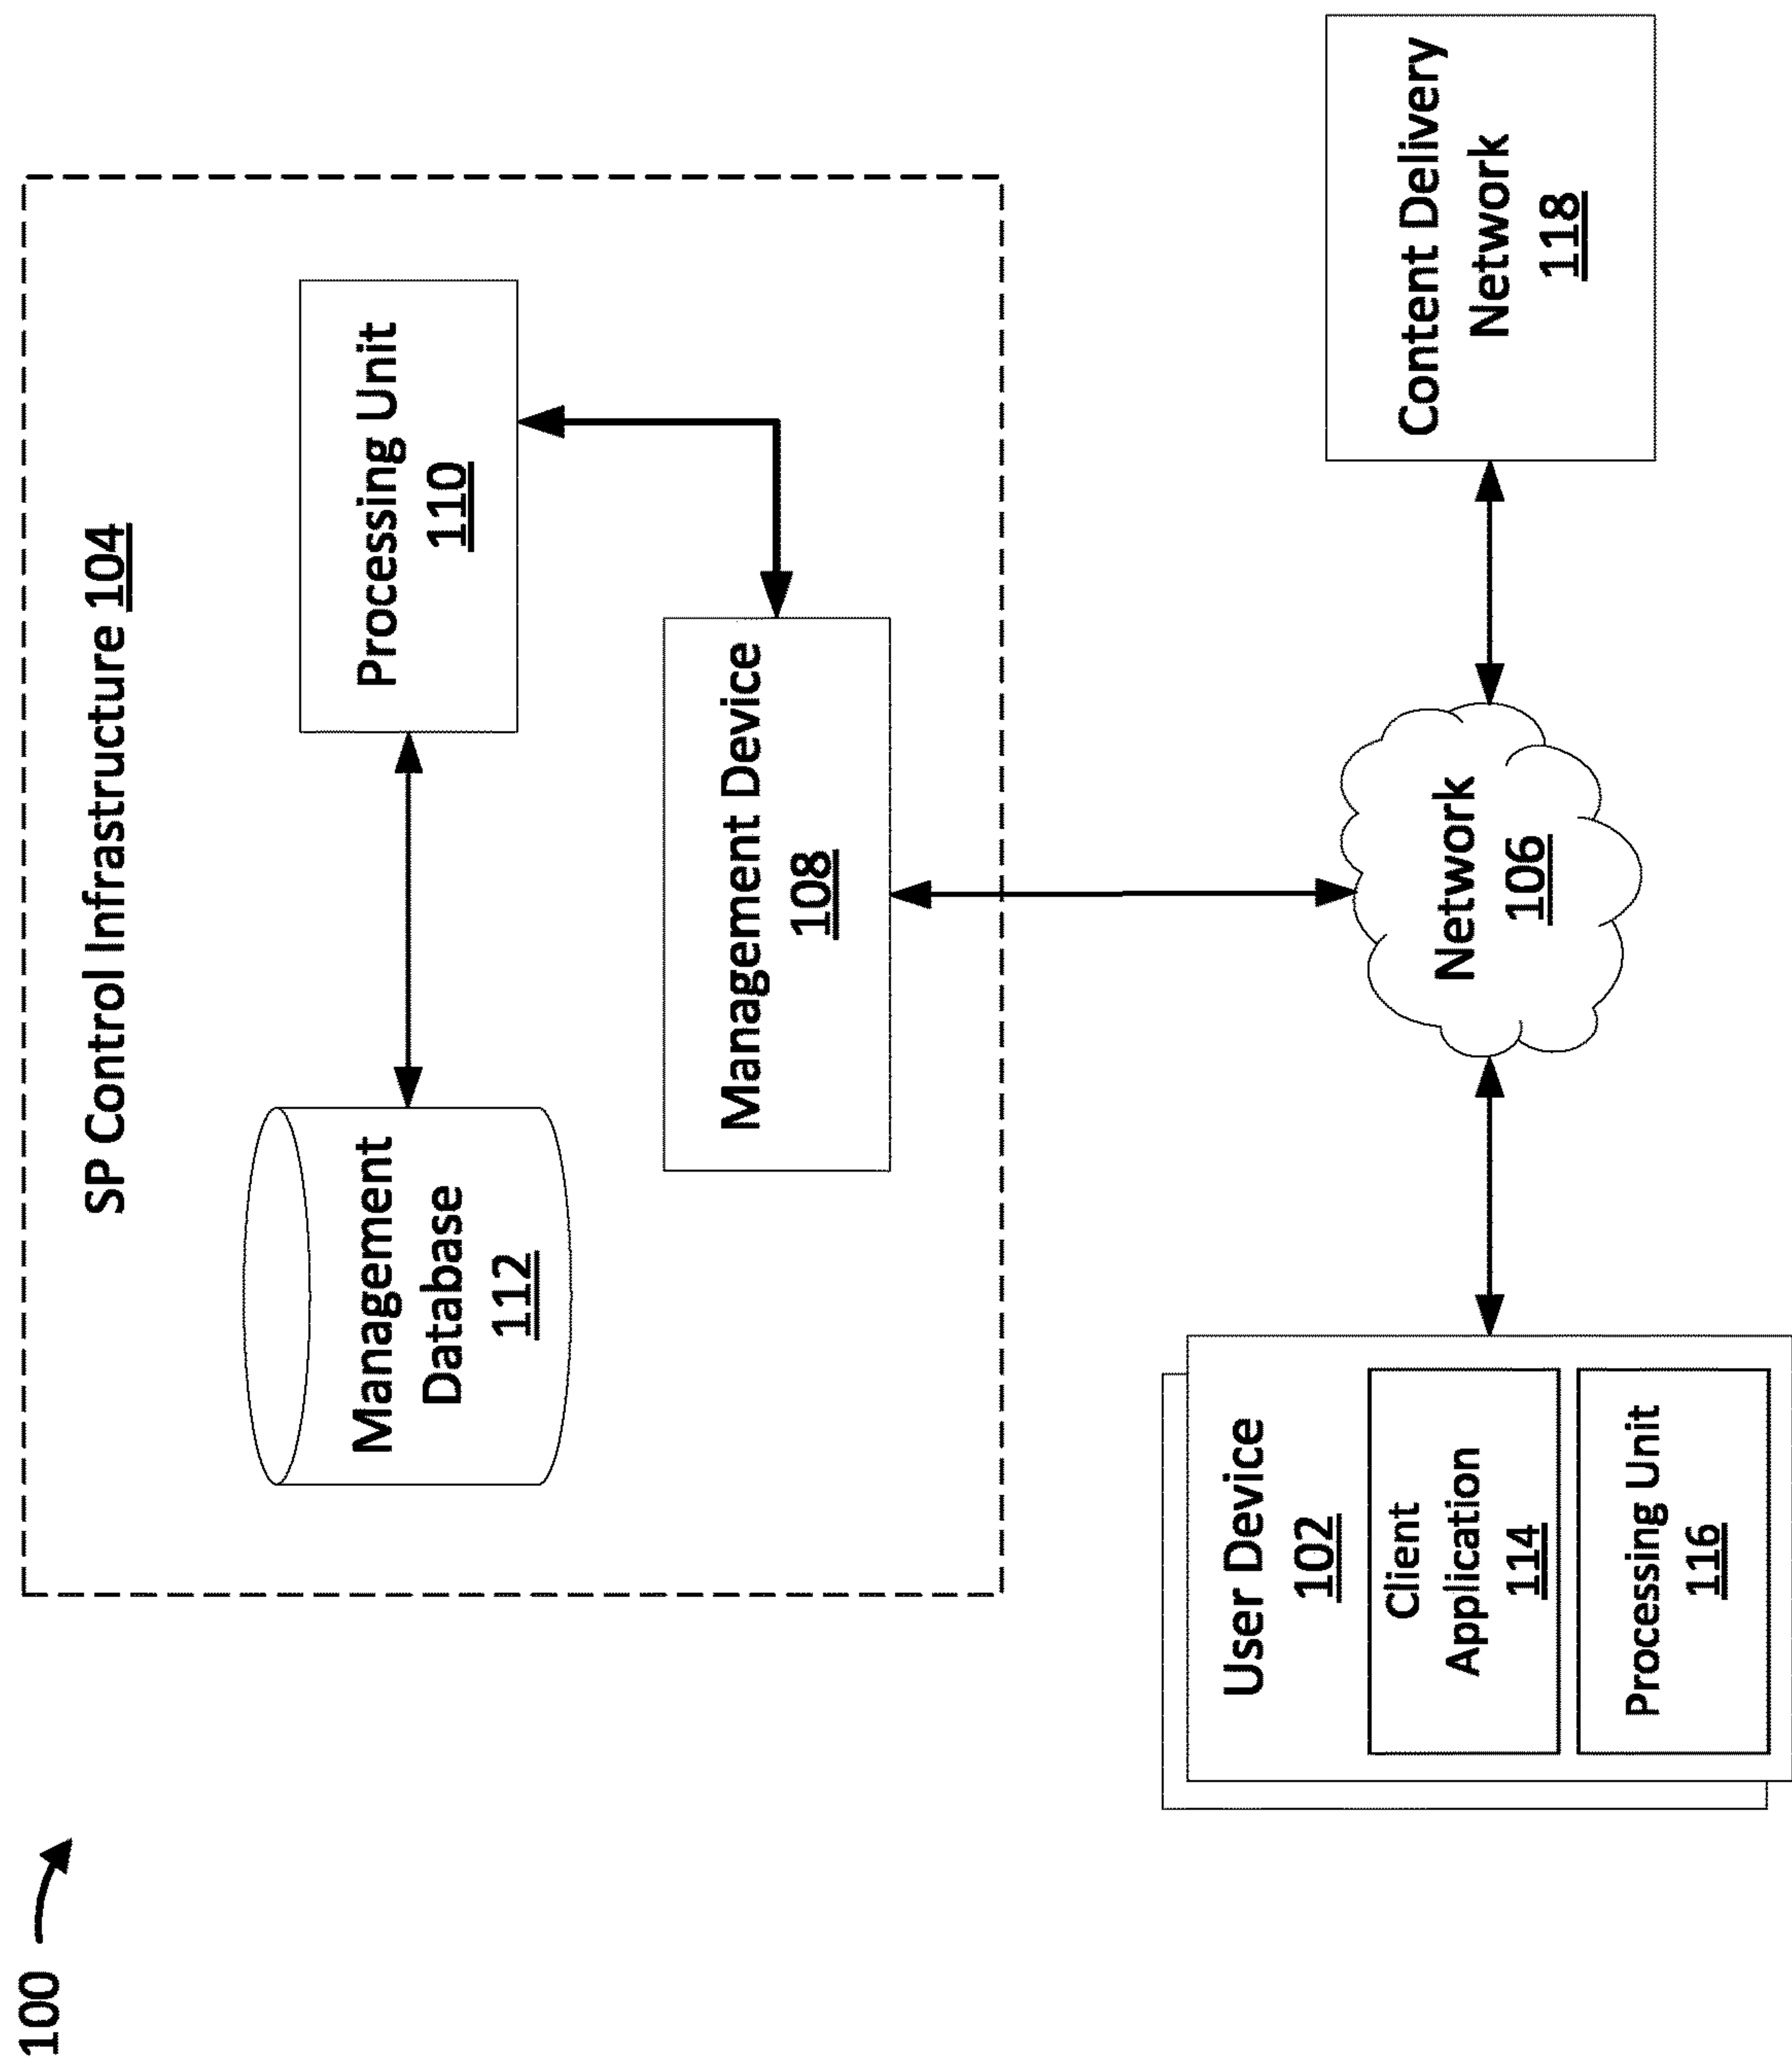 100
SP Control Infrastructure 104
Management
Database
112
Processing Unit
110
Management Device
108
User Device
102
Client
Application
114
Processing Unit
116
Network
106
Content Delivery
Network
118